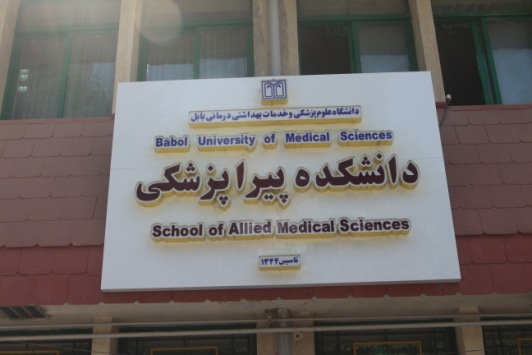 دانشگاه علوم پزشکی و خدمات بهداشتی درمانی بابل
Babol University of Medical Sciences
دانشکده پیراپزشکی
School of Allied Medical Sciences
تاسیس ۱۳۴۴